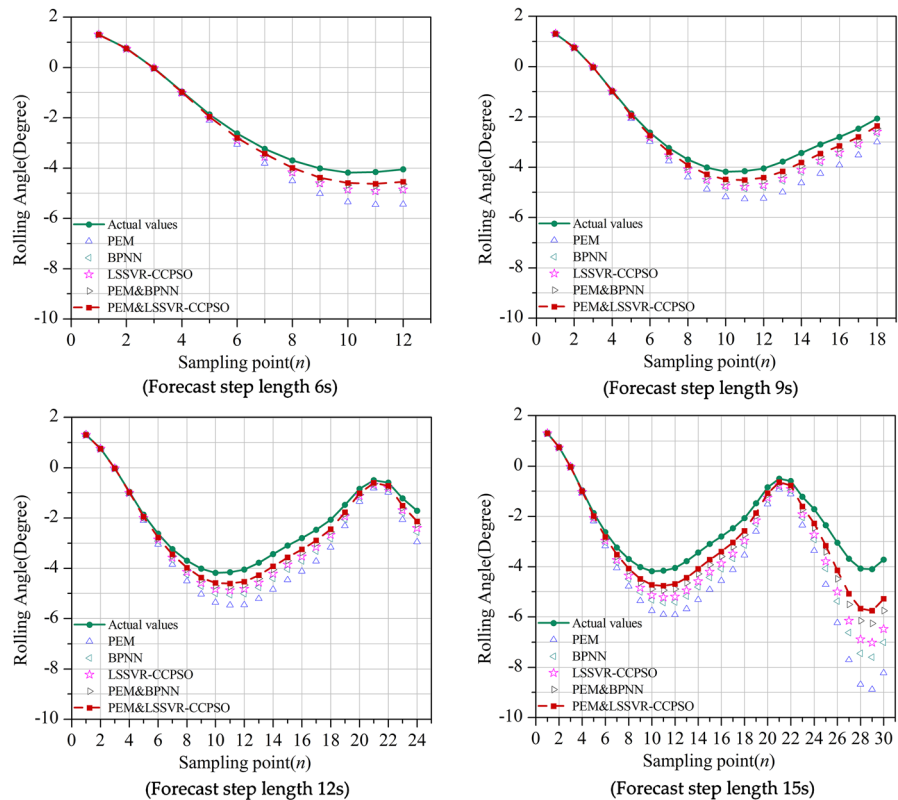 2
0
-2
-4
-6
-8
-10
Rolling Angle(Degree)
Actual values
PEM
BPNN
LSSVR-CCPSO
PEM&BPNN
PEM&LSSVR-CCPSO
0 2 4 6 8 10 12
Sampling point(n)
(Forecast step length 6s)
2
0
-2
-4
-6
-8
-10
Rolling Angle(Degree)
Actual values
PEM
BPNN
LSSVR-CCPSO
PEM&BPNN
PEM&LSSVR-CCPSO
0 2 4 6 8 10 12 14 16 18
Sampling point(n)
(Forecast step length 9s)
2
0
-2
-4
-6
-8
-10
Rolling Angle(Degree)
Actual values
PEM
BPNN
LSSVR-CCPSO
PEM&BPNN
PEM&LSSVR-CCPSO
0 2 4 6 8 10 12 14 16 18 20 22 24
Sampling point(n)
(Forecast step length 12s)
2
0
-2
-4
-6
-8
-10
Rolling Angle(Degree)
Actual values
PEM
BPNN
LSSVR-CCPSO
PEM&BPNN
PEM&LSSVR-CCPSO
0 2 4 6 8 10 12 14 16 18 20 22 24 26 28 30
Sampling point(n)
(Forecast step length 15s)